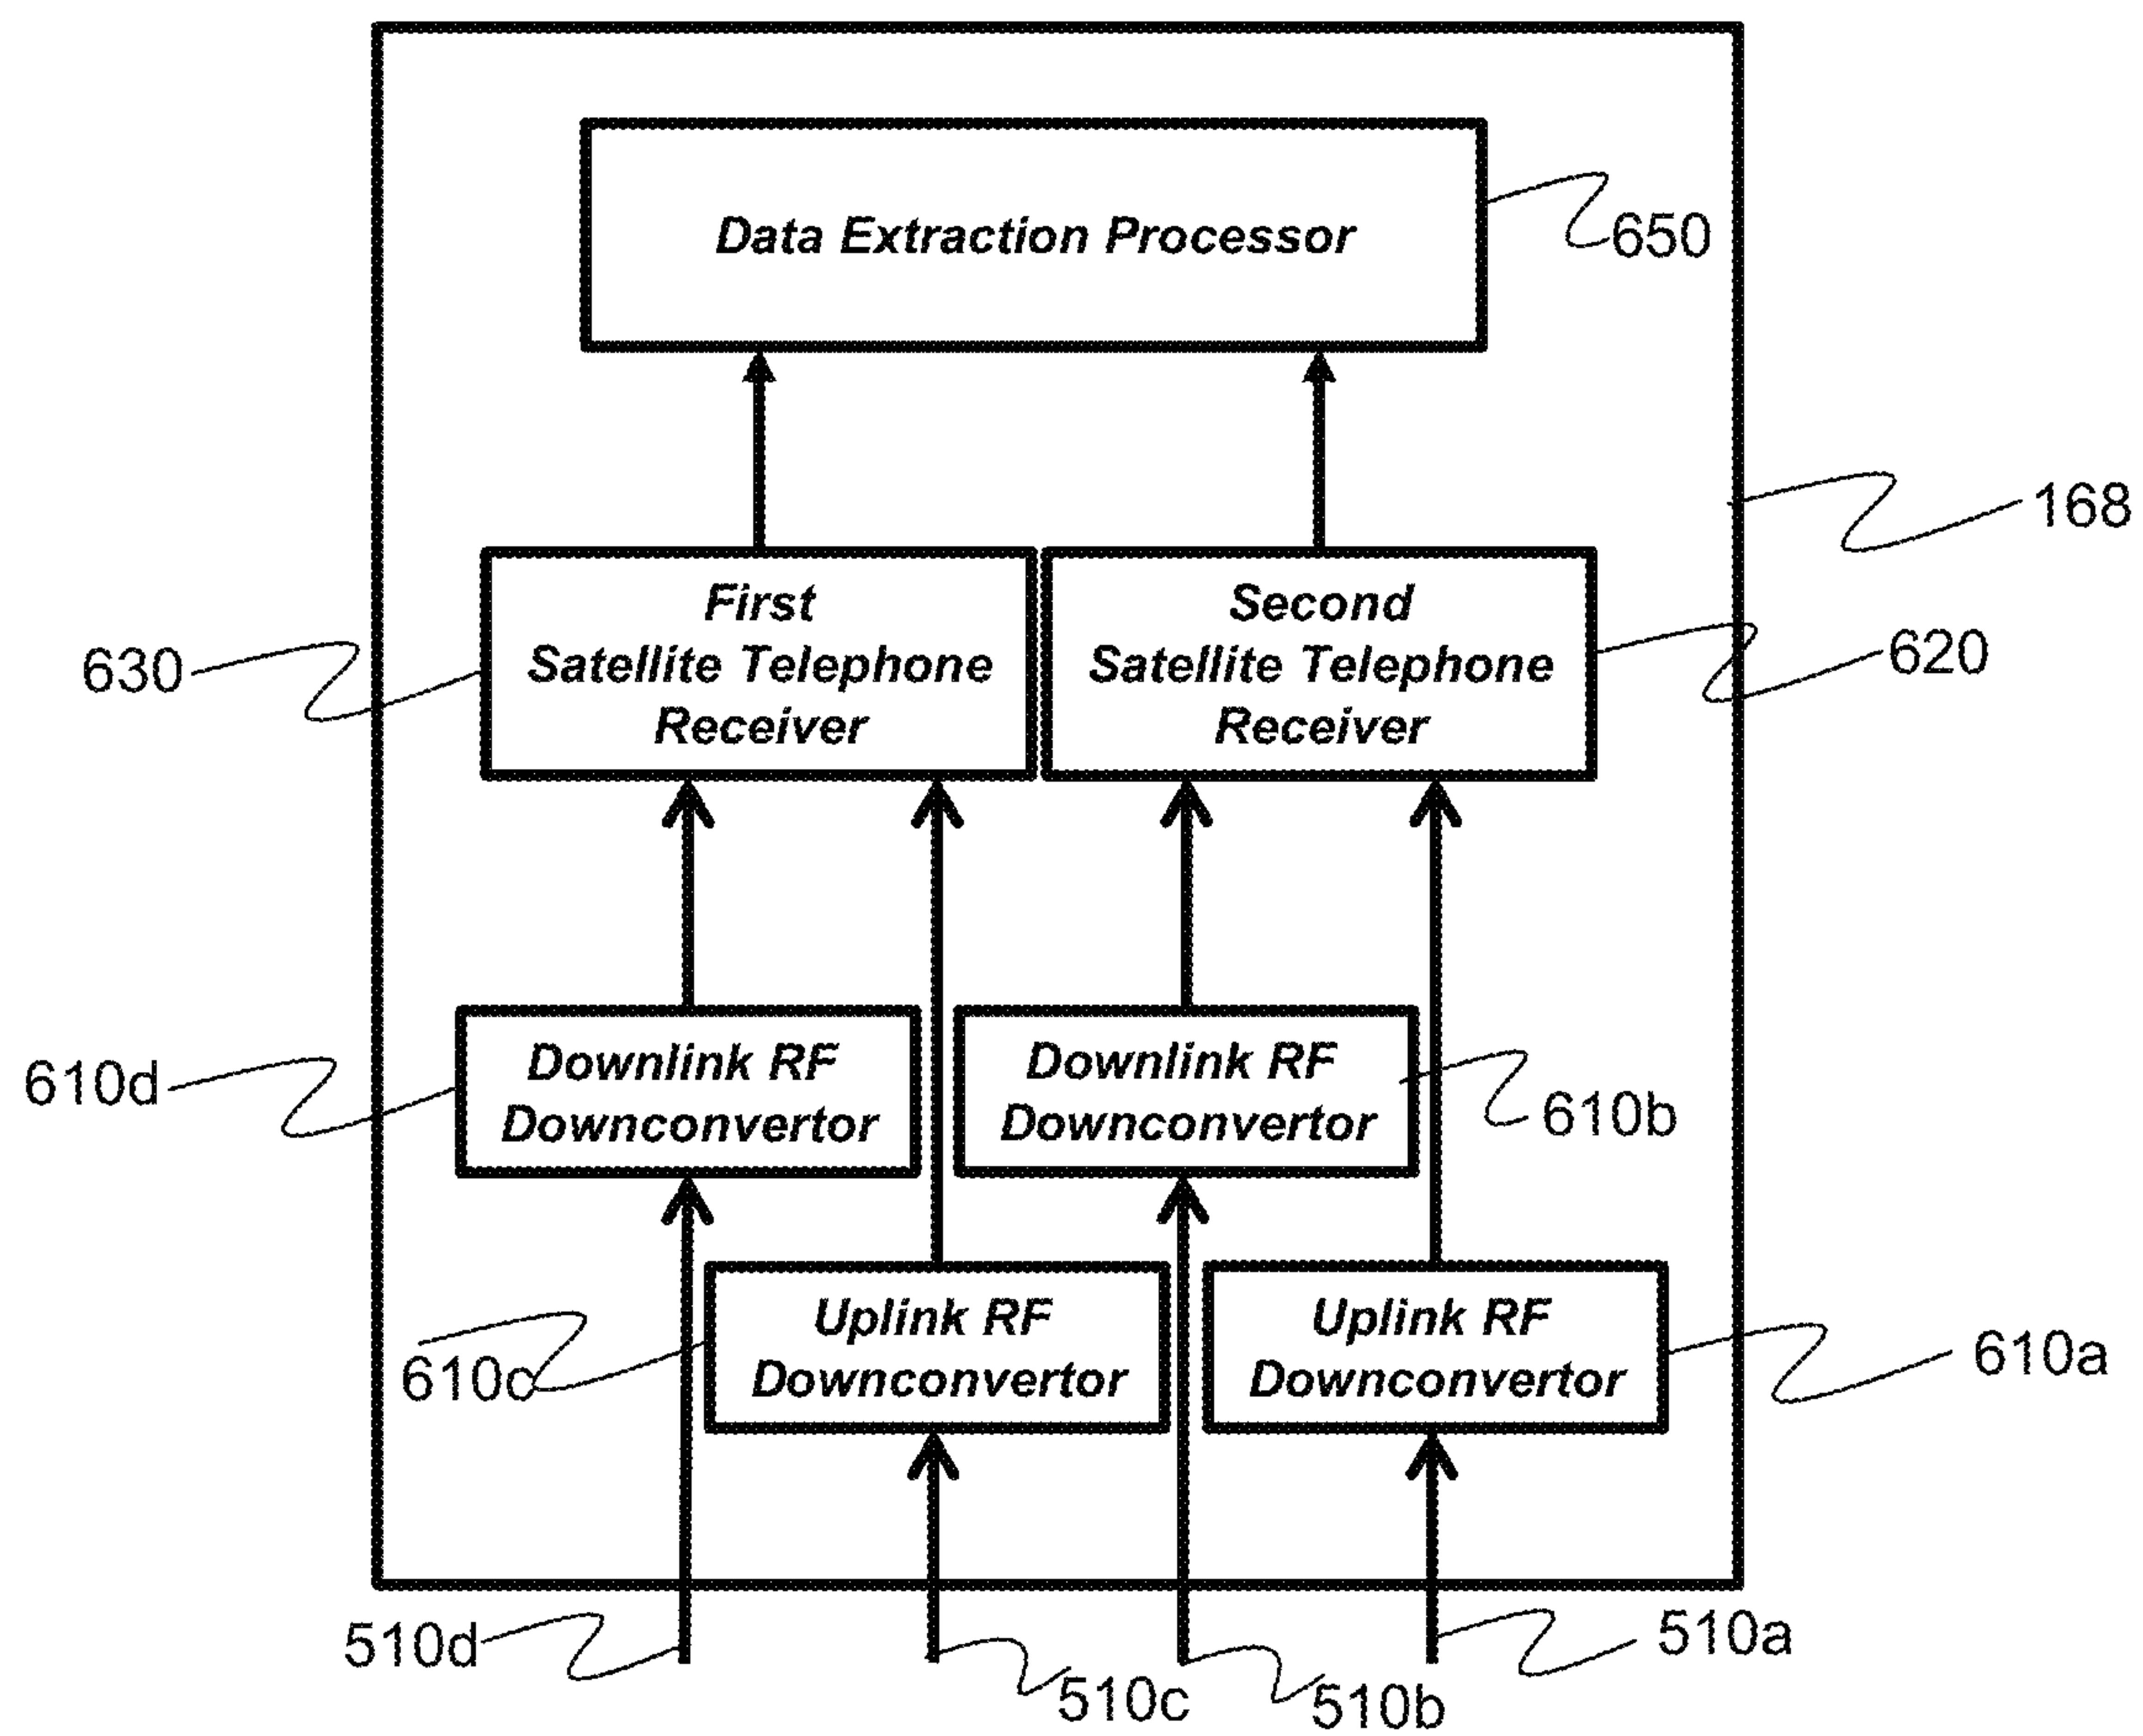 Data Extraction Processor
650
168
First
Satellite Telephone
Receiver
Second
Satellite Telephone
Receiver
630
620
Downlink RF
Downconvertor
Downlink RF
Downconvertor
610d
610b
Uplink RF
Downconvertor
Uplink RF
Downconvertor
610c
610a
510d
510c
510b
510a